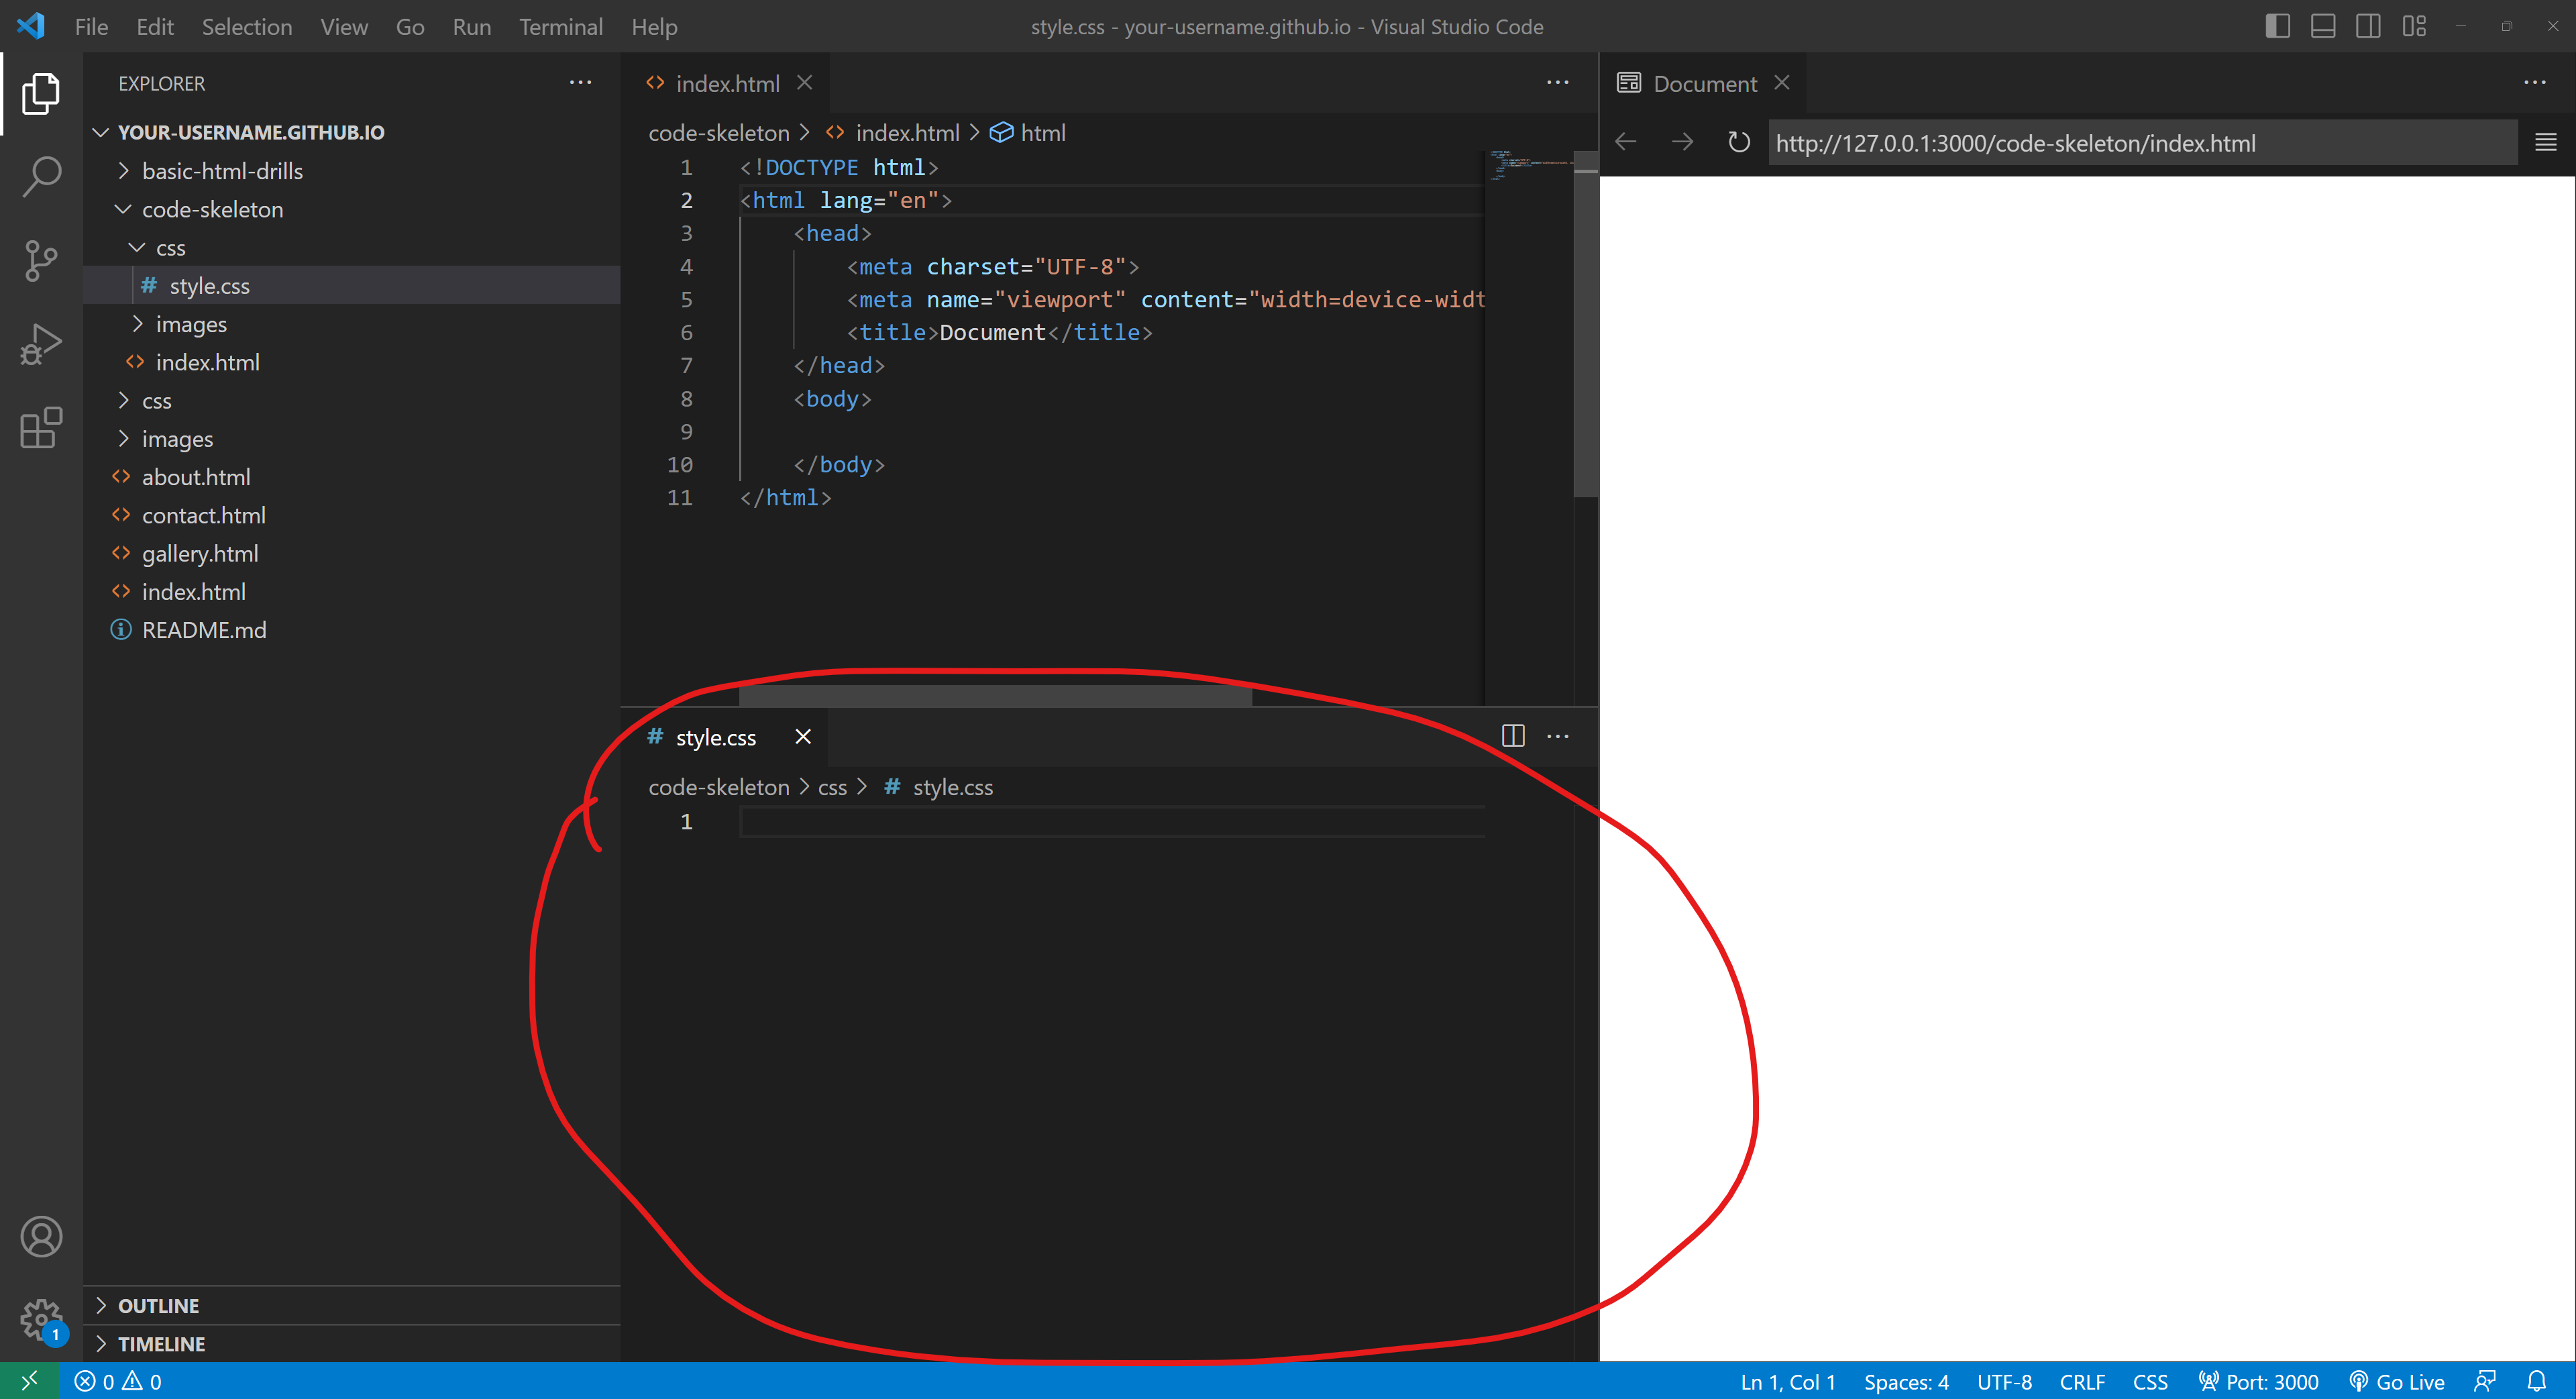 File Edit Selection View Go Run Terminal Help
style.css - your-username.github.io - Visual Studio Code
EXPLORER
YOUR-USERNAME.GITHUB.IO
basic-html-drills
code-skeleton
css
# style.css
images
<> index.html
css
images
<> about.html
<> contact.html
<> gallery.html
<> index.html
README.md
OUTLINE
TIMELINE
<> index.html
code-skeleton > <> index.html > html
1 <!DOCTYPE html>
2 <html lang="en">
3 <head>
4 <meta charset="UTF-8">
5 <meta name="viewport" content="width=device-widt
6 <title>Document</title>
7 </head>
8 <body>
9
10 </body>
11 </html>
# style.css
code-skeleton > css > # style.css
1
Document
http://127.0.0.1:3000/code-skeleton/index.html
1
0 0
Ln 1, Col 1 Spaces: 4 UTF-8 CRLF CSS Port: 3000 Go Live